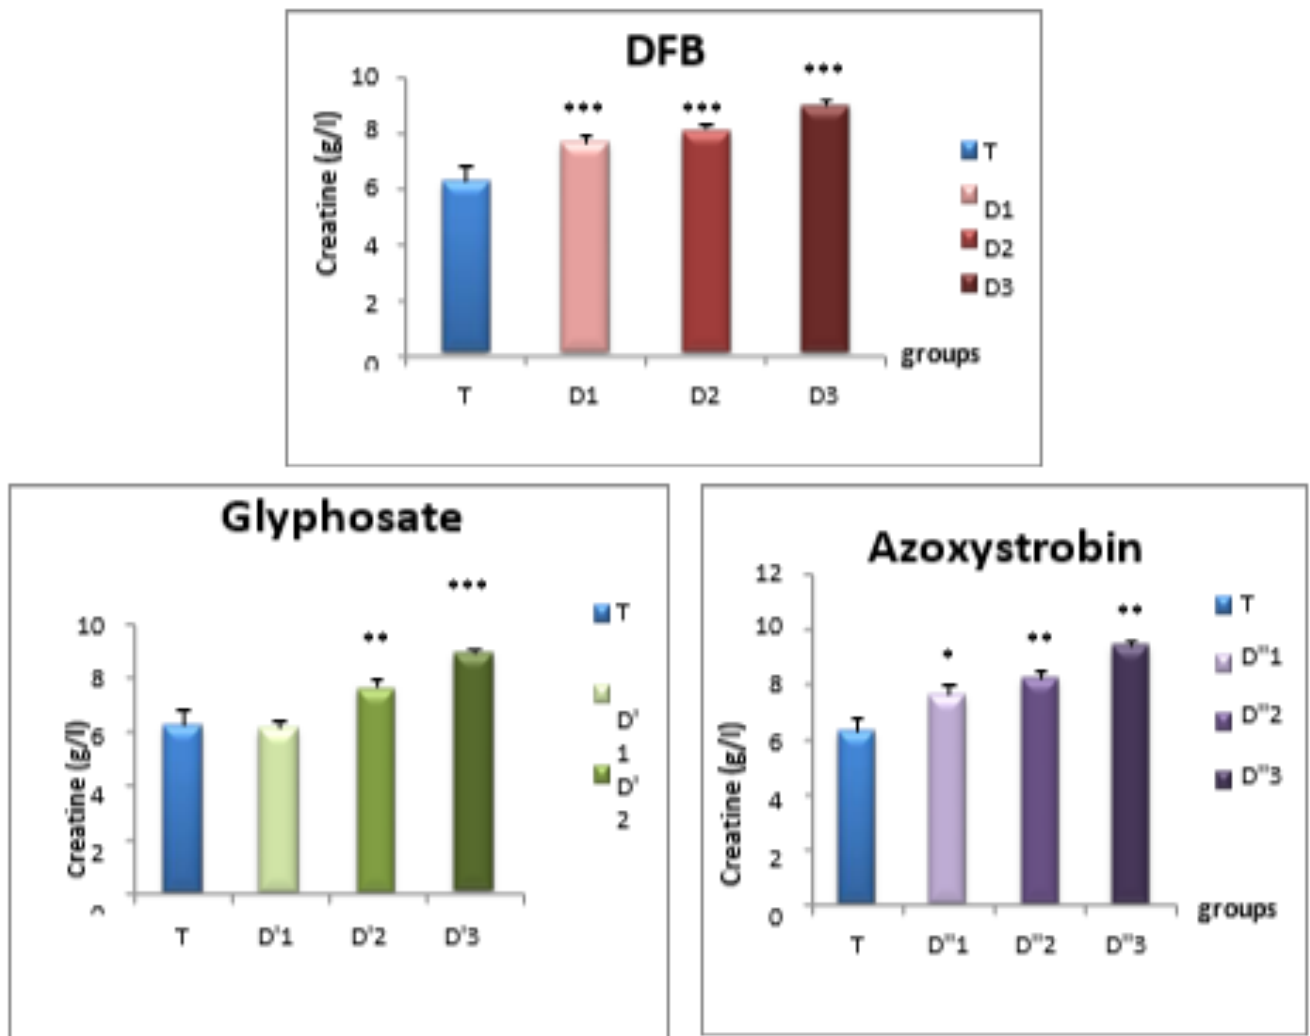 DFB
10
8
6
4
2
0
Creatine (g/l)
***
***
***
T
D1
D2
D3
groups
T
D1
D2
D3
Glyphosate
10
8
6
4
2
0
Creatine (g/l)
**
***
T
D'1
D'2
D'3
T
D'
1
D'
2
Azoxystrobin
12
10
8
6
4
2
0
Creatine (g/l)
*
**
**
T
D"1
D"2
D"3
groups
T
D"1
D"2
D"3